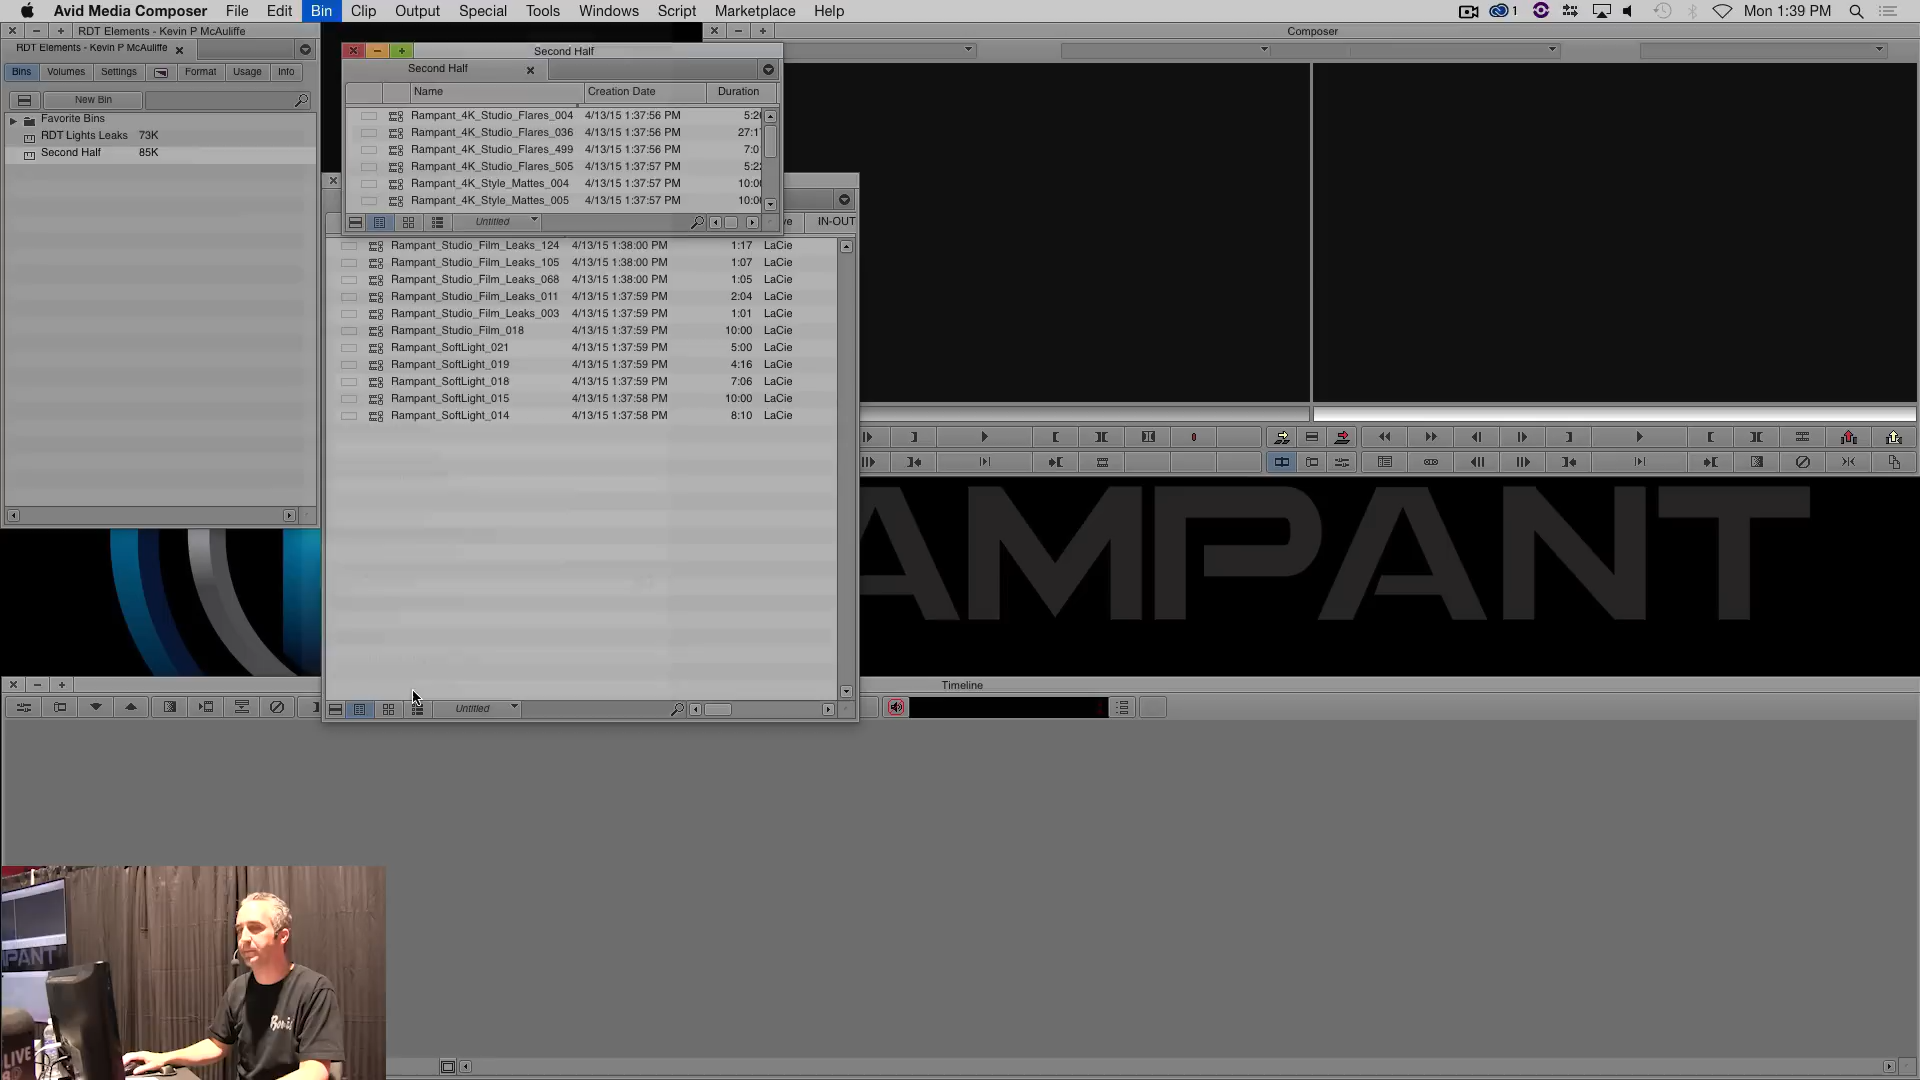 Avid Media Composer File Edit Bin Clip Output Special Tools Windows Script Marketplace Help
1 Mon 1:39 PM
RDT Elements - Kevin P McAuliffe
RDT Elements - Kevin P McAuliffe
Bins Volumes Settings Format Usage Info
New Bin
Favorite Bins
RDT Lights Leaks 73K
Second Half 85K
Second Half
Second Half
Name Creation Date Duration
Rampant_4K_Studio_Flares_004 4/13/15 1:37:56 PM
Rampant_4K_Studio_Flares_036 4/13/15 1:37:56 PM
Rampant_4K_Studio_Flares_499 4/13/15 1:37:56 PM
Rampant_4K_Studio_Flares_505 4/13/15 1:37:57 PM
Rampant_4K_Style_Mattes_004 4/13/15 1:37:57 PM
Rampant_4K_Style_Mattes_005 4/13/15 1:37:57 PM
Untitled
IN-OUT
Rampant_Studio_Film_Leaks_124 4/13/15 1:38:00 PM 1:17 LaCie
Rampant_Studio_Film_Leaks_105 4/13/15 1:38:00 PM 1:07 LaCie
Rampant_Studio_Film_Leaks_068 4/13/15 1:38:00 PM 1:05 LaCie
Rampant_Studio_Film_Leaks_011 4/13/15 1:37:59 PM 2:04 LaCie
Rampant_Studio_Film_Leaks_003 4/13/15 1:37:59 PM 1:01 LaCie
Rampant_Studio_Film_018 4/13/15 1:37:59 PM 10:00 LaCie
Rampant_SoftLight_021 4/13/15 1:37:59 PM 5:00 LaCie
Rampant_SoftLight_019 4/13/15 1:37:59 PM 4:16 LaCie
Rampant_SoftLight_018 4/13/15 1:37:59 PM 7:06 LaCie
Rampant_SoftLight_015 4/13/15 1:37:58 PM 10:00 LaCie
Rampant_SoftLight_014 4/13/15 1:37:58 PM 8:10 LaCie
Untitled
Composer
AMPANT
Timeline
MPANT
LIVE